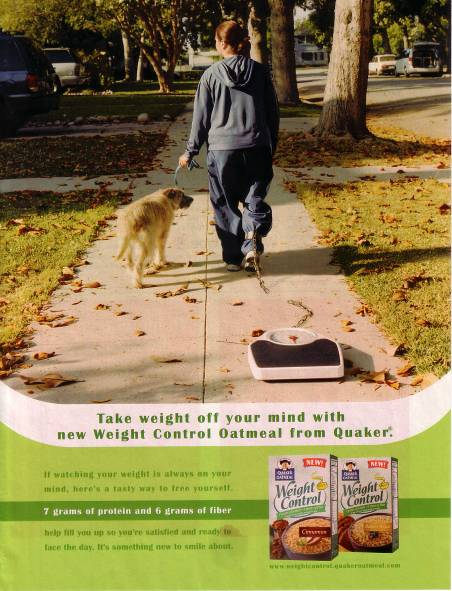 Take weight off your mind with
new Weight Control Oatmeal from Quaker.®
If watching your weight is always on your
mind, here's a tasty way to free yourself.
7 grams of protein and 6 grams of fiber
help fill you up so you're satisfied and ready to
face the day. It's something new to smile about.
NEW!
QUAKER
OATMEAL
Weight
Control
Cinnamon
NEW!
QUAKER
OATMEAL
Weight
Control
www.weightcontrol.quakeroatmeal.com